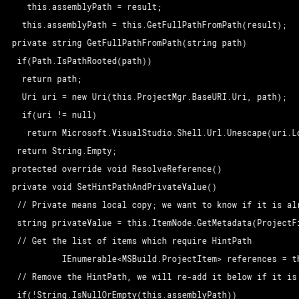 this.assemblyPath = result;
this.assemblyPath = this.GetFullPathFromPath(result);
private string GetFullPathFromPath(string path)
if(Path.IsPathRooted(path))
return path;
Uri uri = new Uri(this.ProjectMgr.BaseURI.Uri, path);
if(uri != null)
return Microsoft.VisualStudio.Shell.Url.Unescape(uri.Lo
return String.Empty;
protected override void ResolveReference()
private void SetHintPathAndPrivateValue()
// Private means local copy; we want to know if it is alr
string privateValue = this.ItemNode.GetMetadata(ProjectFi
// Get the list of items which require HintPath
IEnumerable<MSBuild.ProjectItem> references = th
// Remove the HintPath, we will re-add it below if it is
if(!String.IsNullOrEmpty(this.assemblyPath))